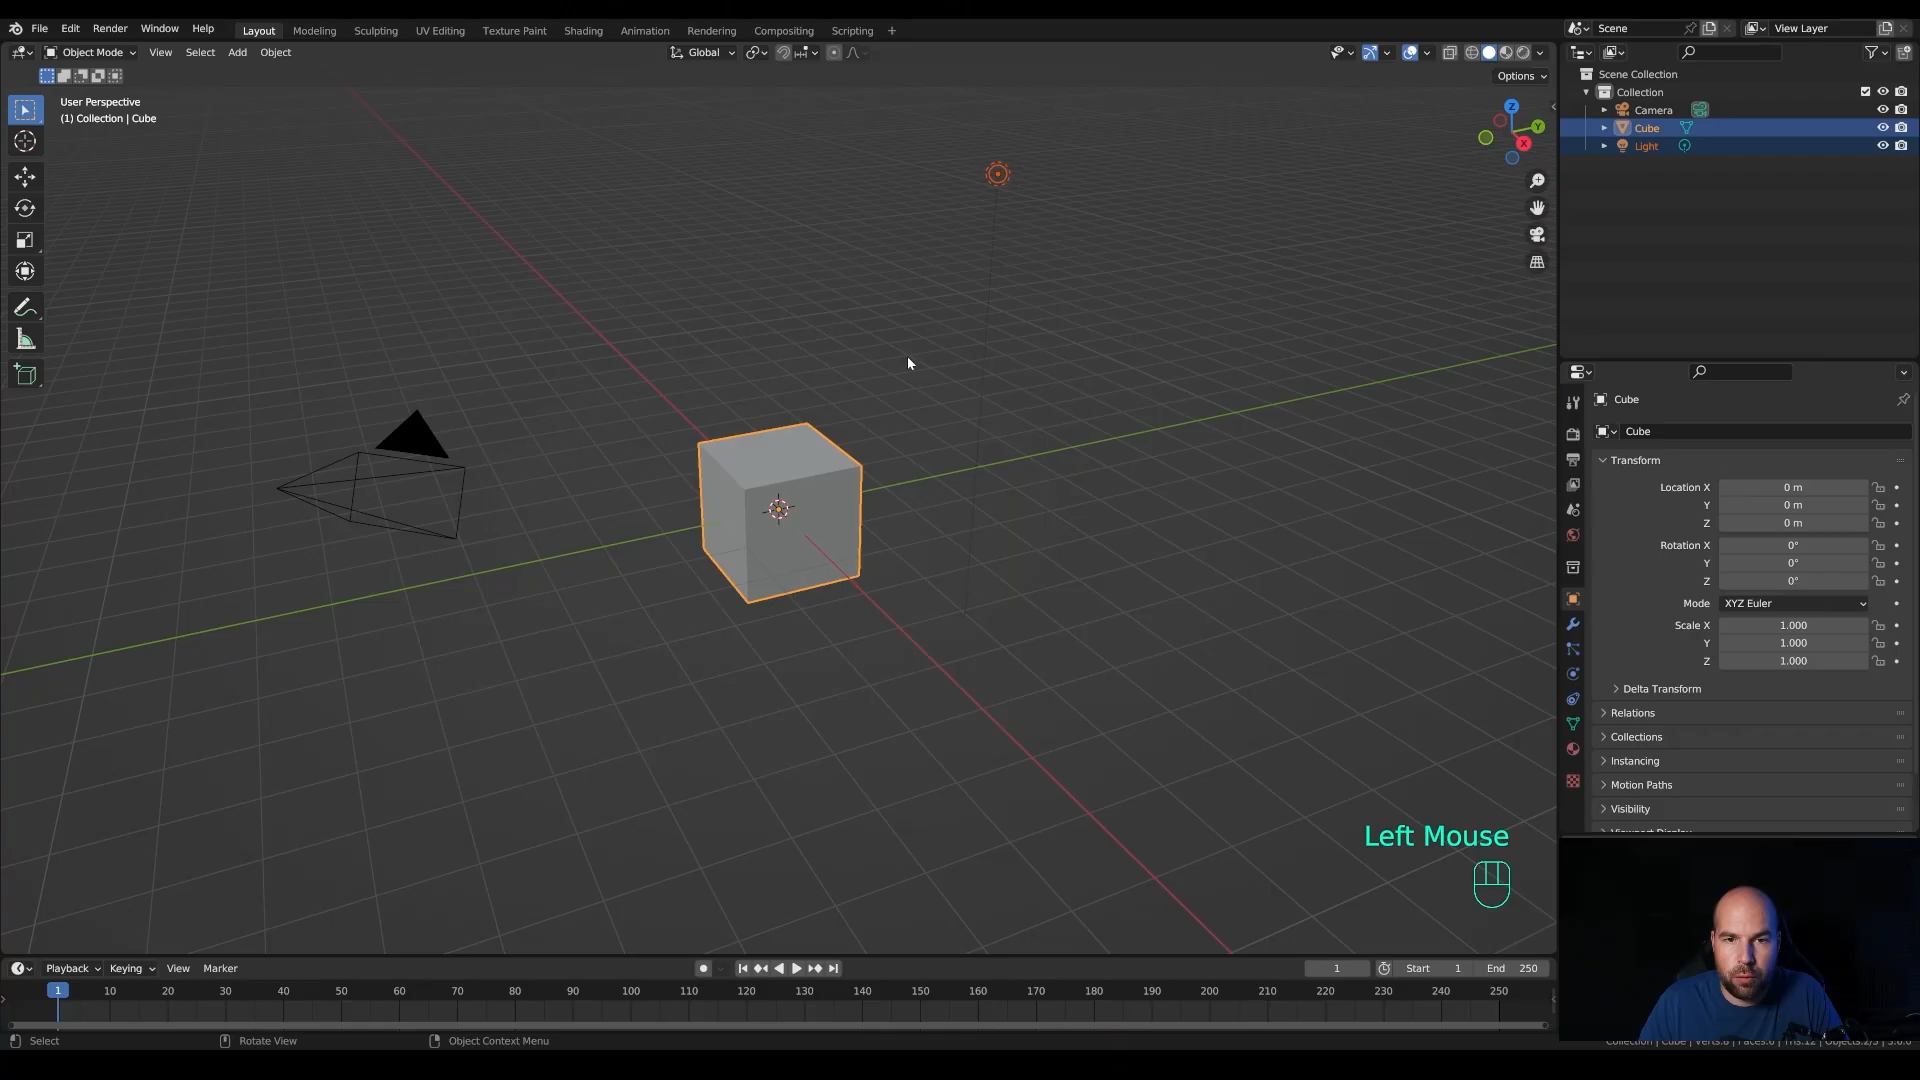 File Edit Render Window Help Layout Modeling Sculpting UV Editing Texture Paint Shading Animation Rendering Compositing Scripting + Scene View Layer
Object Mode View Select Add Object Global
Options
User Perspective
(1) Collection | Cube
Z
Y
X
Scene Collection
Collection
Camera
Cube
Light
Cube
Cube
Transform
Location X 0 m
Y 0 m
Z 0 m
Rotation X 0°
Y 0°
Z 0°
Mode XYZ Euler
Scale X 1.000
Y 1.000
Z 1.000
Delta Transform
Relations
Collections
Instancing
Motion Paths
Visibility
Viewport Display
Left Mouse
Playback Keying View Marker 1 Start 1 End 250
1 10 20 30 40 50 60 70 80 90 100 110 120 130 140 150 160 170 180 190 200 210 220 230 240 250
Select Rotate View Object Context Menu